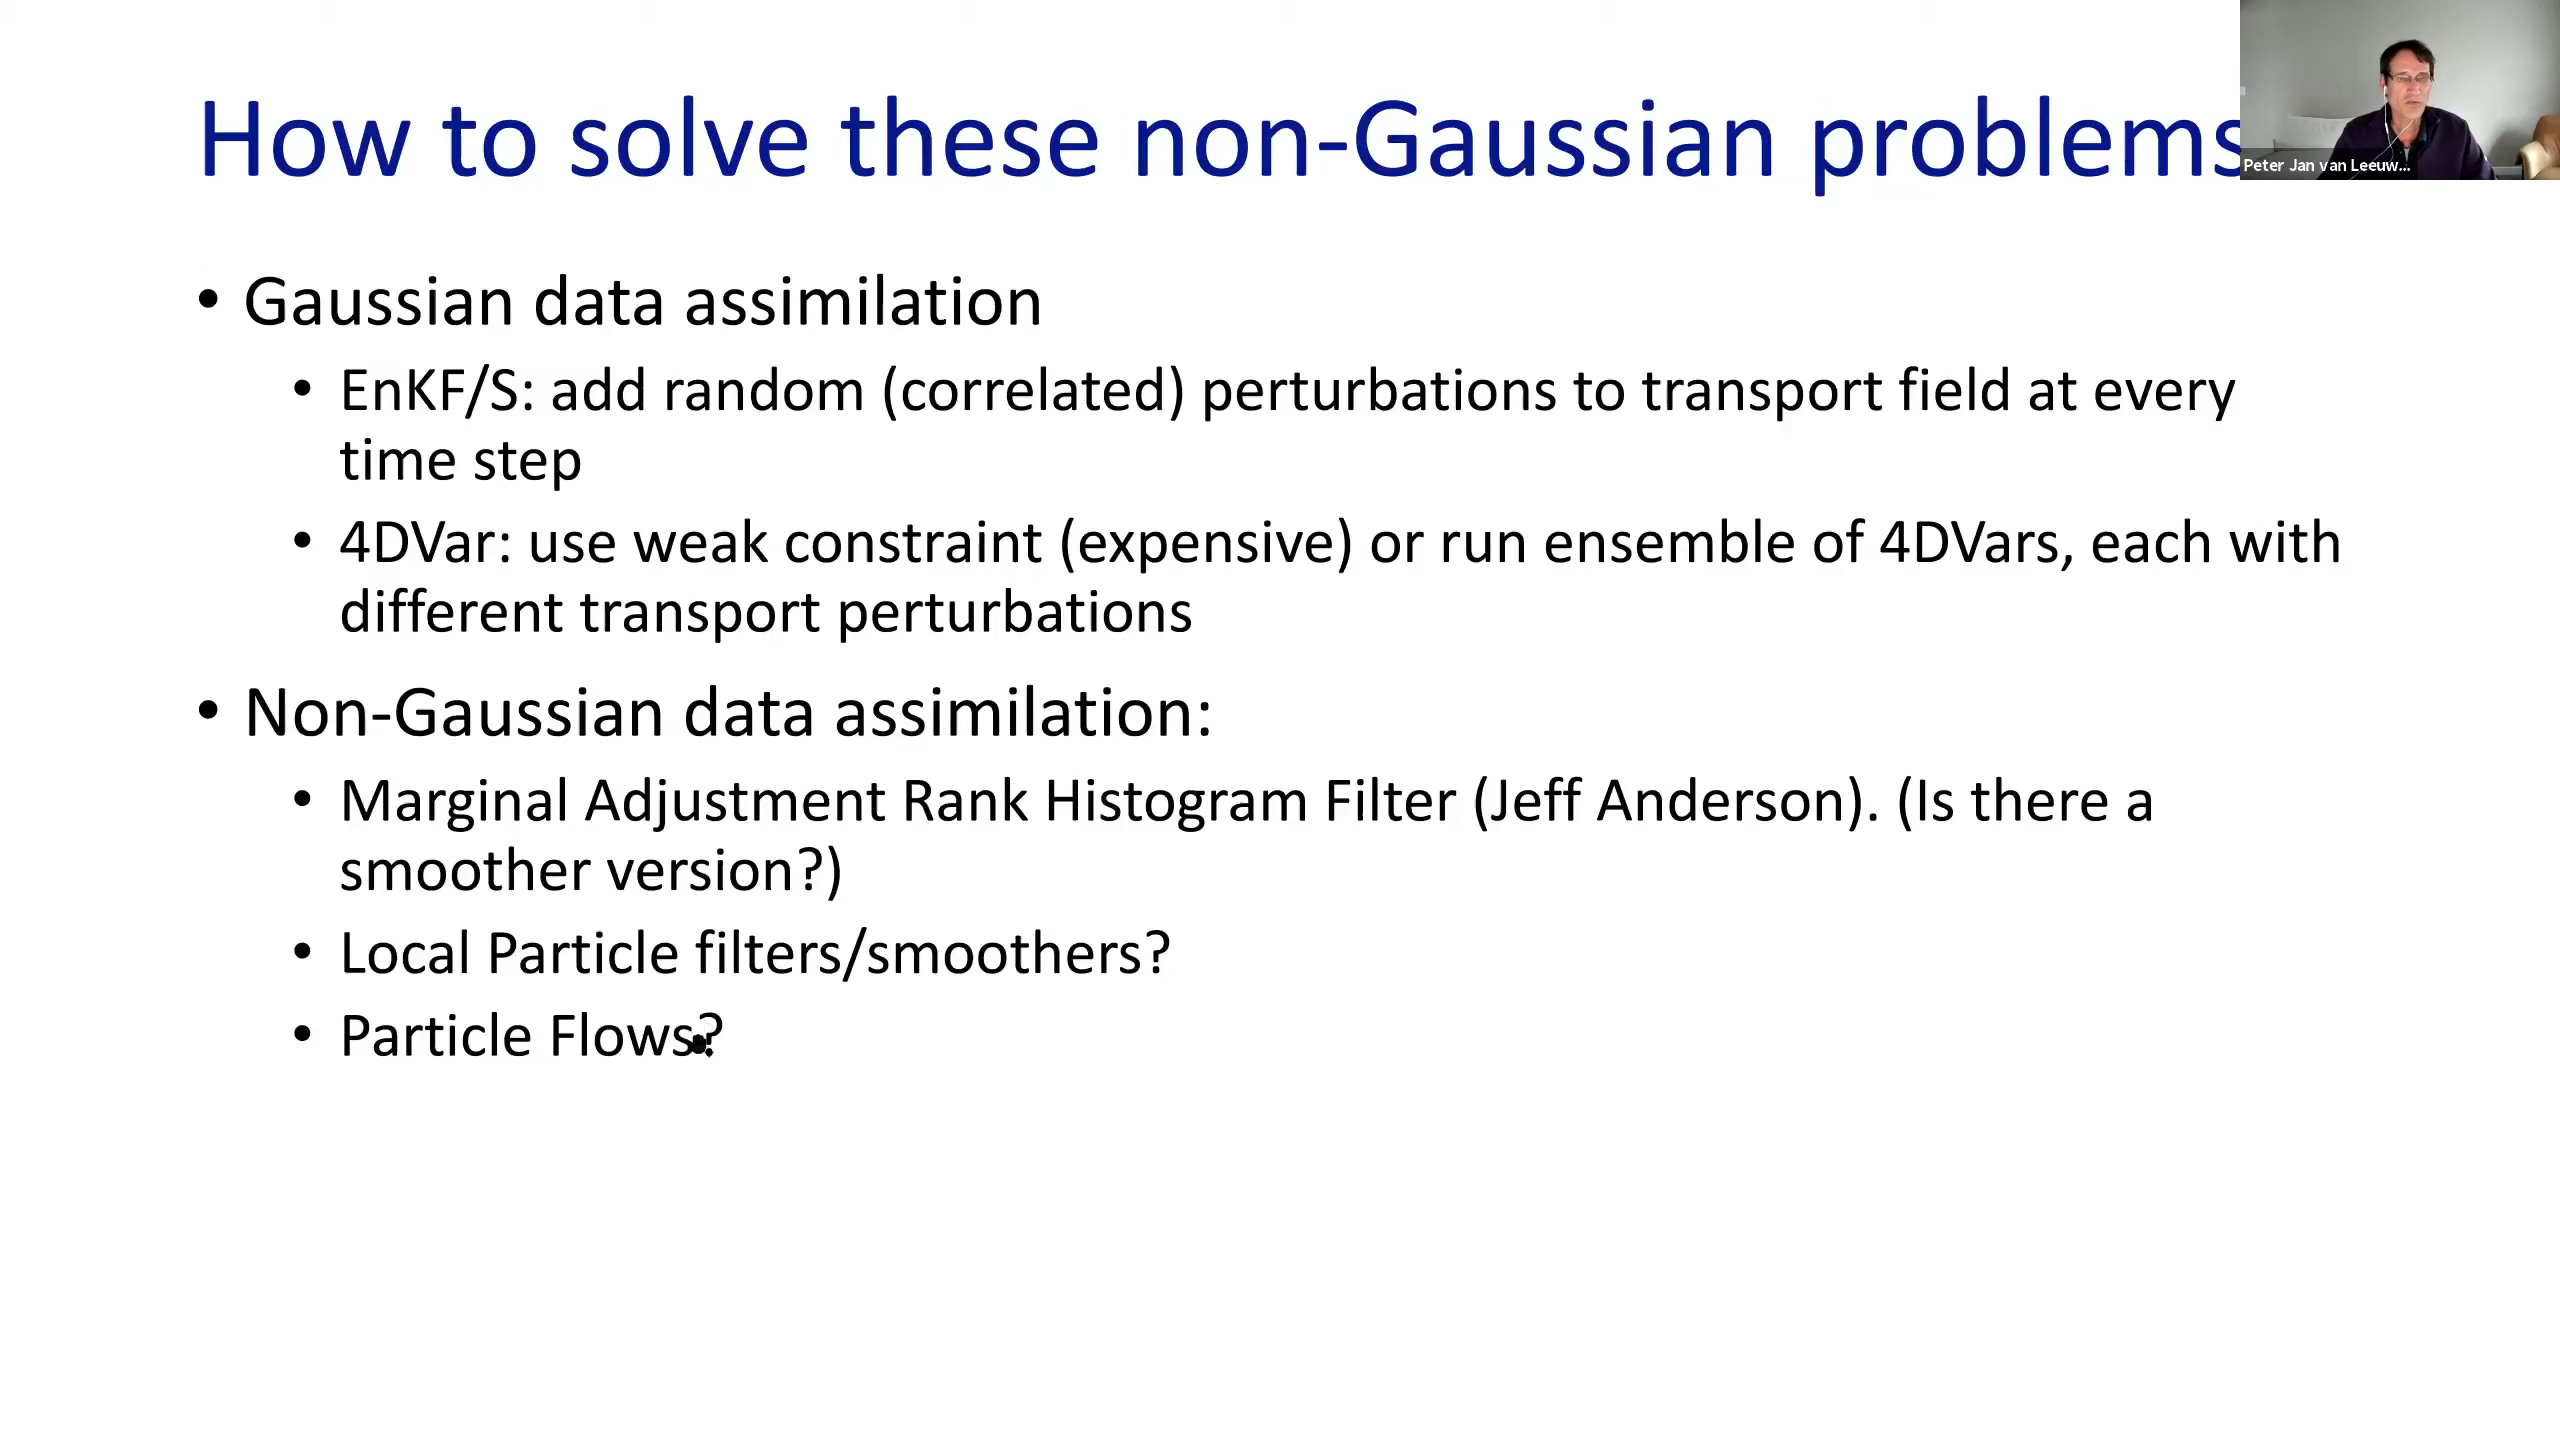 How to solve these non-Gaussian problems
Peter Jan van Leeuw...
• Gaussian data assimilation
• EnKF/S: add random (correlated) perturbations to transport field at every
time step
• 4DVar: use weak constraint (expensive) or run ensemble of 4DVars, each with
different transport perturbations
• Non-Gaussian data assimilation:
• Marginal Adjustment Rank Histogram Filter (Jeff Anderson). (Is there a
smoother version?)
• Local Particle filters/smoothers?
• Particle Flows?